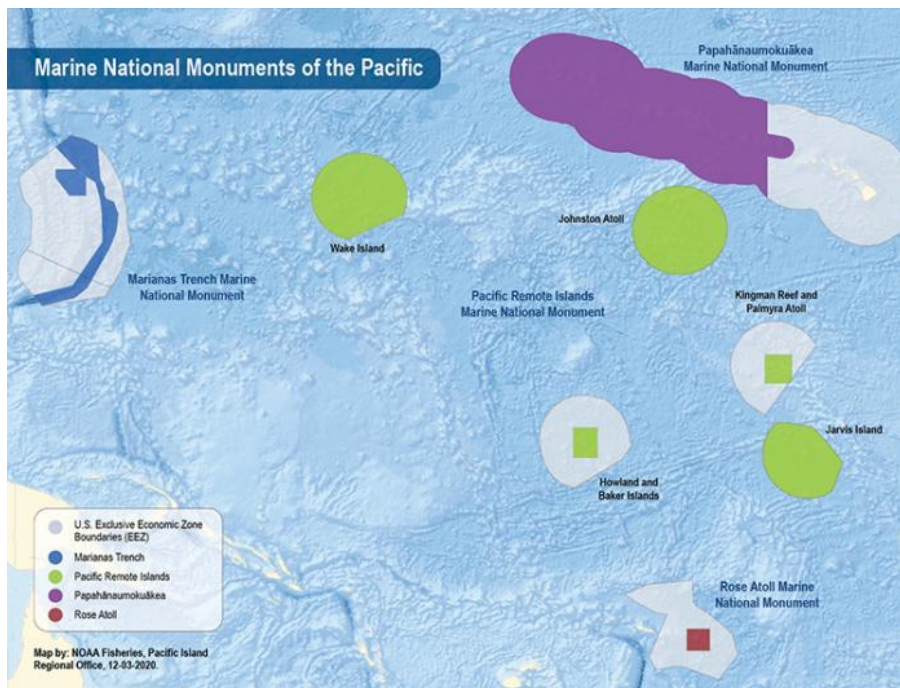 Marine National Monuments of the Pacific
Papahānaumokuākea
Marine National Monument
Wake Island
Johnston Atoll
Marianas Trench Marine
National Monument
Pacific Remote Islands
Marine National Monument
Kingman Reef and
Palmyra Atoll
Jarvis Island
Howland and
Baker Islands
U.S. Exclusive Economic Zone
Boundaries (EEZ)
Marianas Trench
Pacific Remote Islands
Papahānaumokuākea
Rose Atoll
Rose Atoll Marine
National Monument
Map by: NOAA Fisheries, Pacific Island
Regional Office, 12-03-2020.